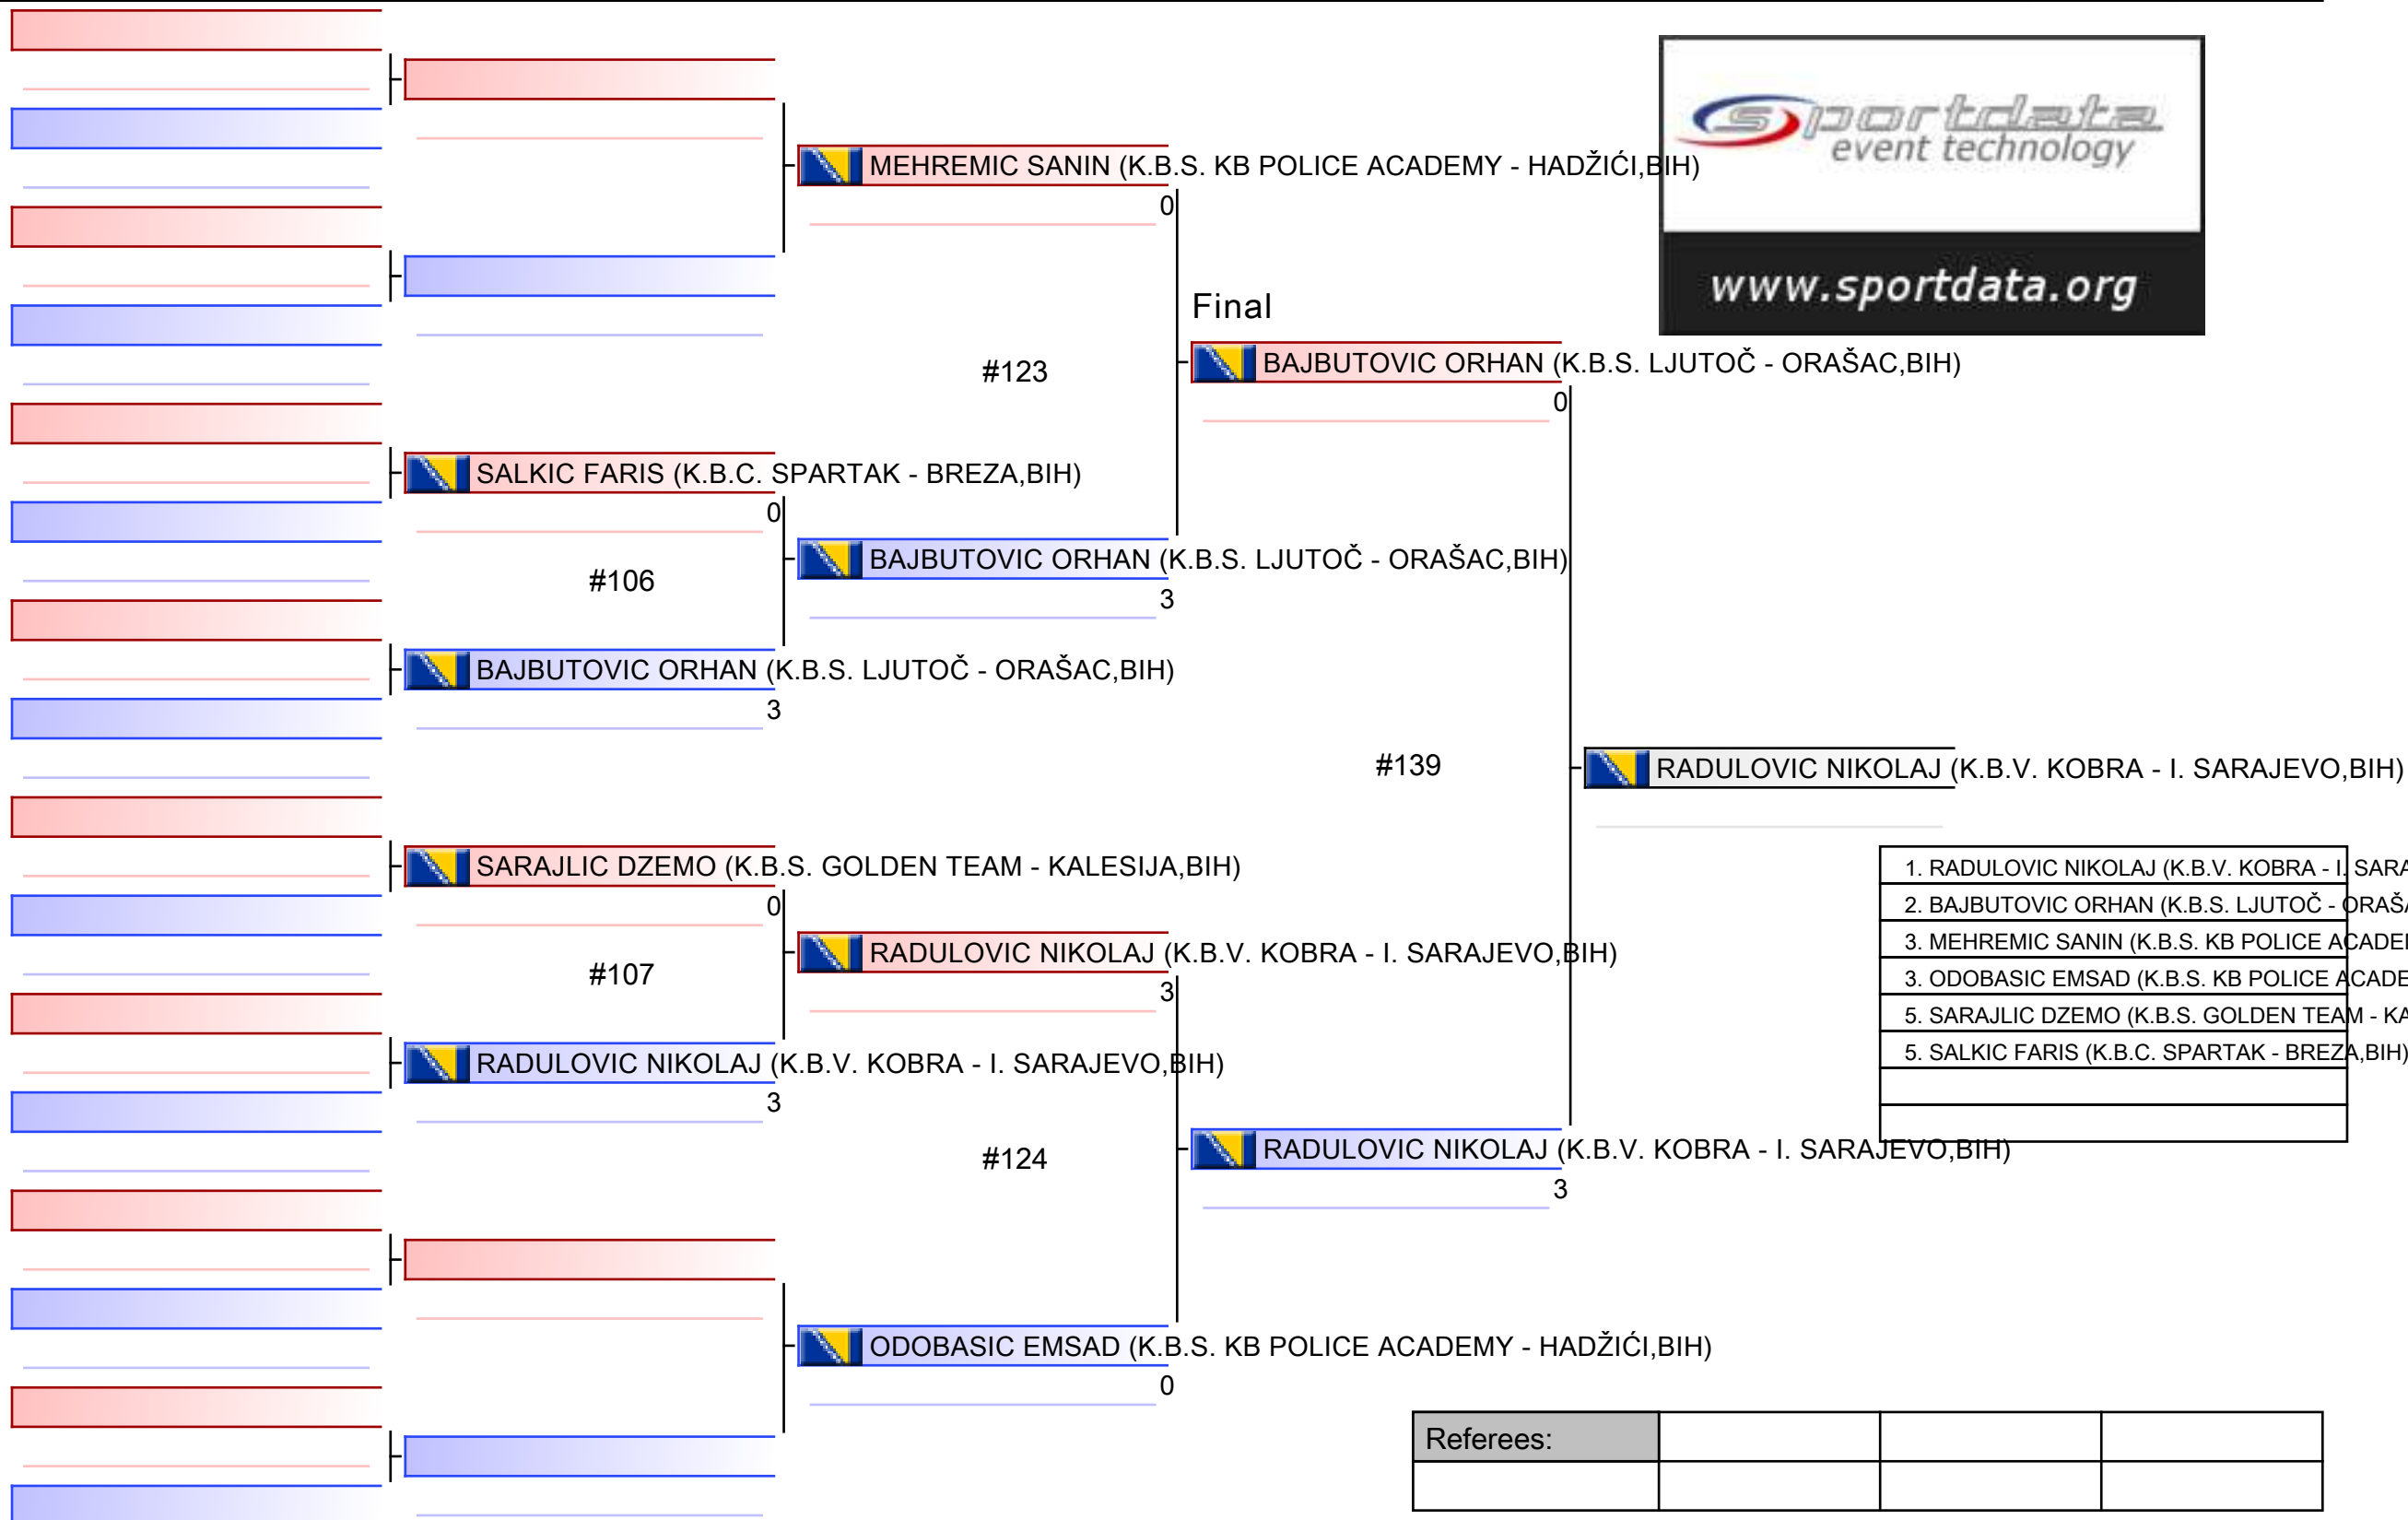 sportdata
event technology
www.sportdata.org
MEHREMIC SANIN (K.B.S. KB POLICE ACADEMY - HADŽIĆI,BIH)
0
Final
#123
BAJBUTOVIC ORHAN (K.B.S. LJUTOČ - ORAŠAC,BIH)
0
SALKIC FARIS (K.B.C. SPARTAK - BREZA,BIH)
0
#106
BAJBUTOVIC ORHAN (K.B.S. LJUTOČ - ORAŠAC,BIH)
3
BAJBUTOVIC ORHAN (K.B.S. LJUTOČ - ORAŠAC,BIH)
3
#139
RADULOVIC NIKOLAJ (K.B.V. KOBRA - I. SARAJEVO,BIH)
SARAJLIC DZEMO (K.B.S. GOLDEN TEAM - KALESIJA,BIH)
0
#107
RADULOVIC NIKOLAJ (K.B.V. KOBRA - I. SARAJEVO,BIH)
3
RADULOVIC NIKOLAJ (K.B.V. KOBRA - I. SARAJEVO,BIH)
3
#124
RADULOVIC NIKOLAJ (K.B.V. KOBRA - I. SARAJEVO,BIH)
3
ODOBASIC EMSAD (K.B.S. KB POLICE ACADEMY - HADŽIĆI,BIH)
0
1. RADULOVIC NIKOLAJ (K.B.V. KOBRA - I. SARA
2. BAJBUTOVIC ORHAN (K.B.S. LJUTOČ - ORAŠA
3. MEHREMIC SANIN (K.B.S. KB POLICE ACADE
3. ODOBASIC EMSAD (K.B.S. KB POLICE ACADE
5. SARAJLIC DZEMO (K.B.S. GOLDEN TEAM - KA
5. SALKIC FARIS (K.B.C. SPARTAK - BREZA,BIH)
Referees: